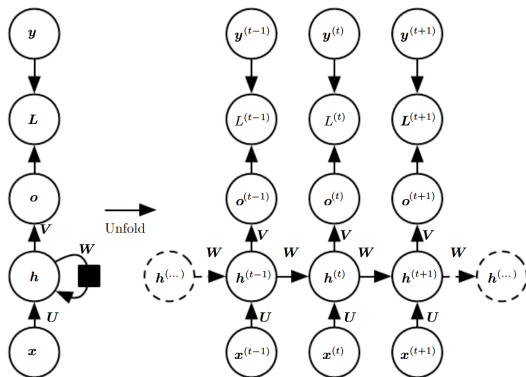 y y^(t−1) y^(t) y^(t+1)
L L^(t−1) L^(t) L^(t+1)
o o^(t−1) o^(t) o^(t+1)
Unfold
V V V V
W W W W W
h h^(...) h^(t−1) h^(t) h^(t+1) h^(...)
U U U U
x x^(t−1) x^(t) x^(t+1)